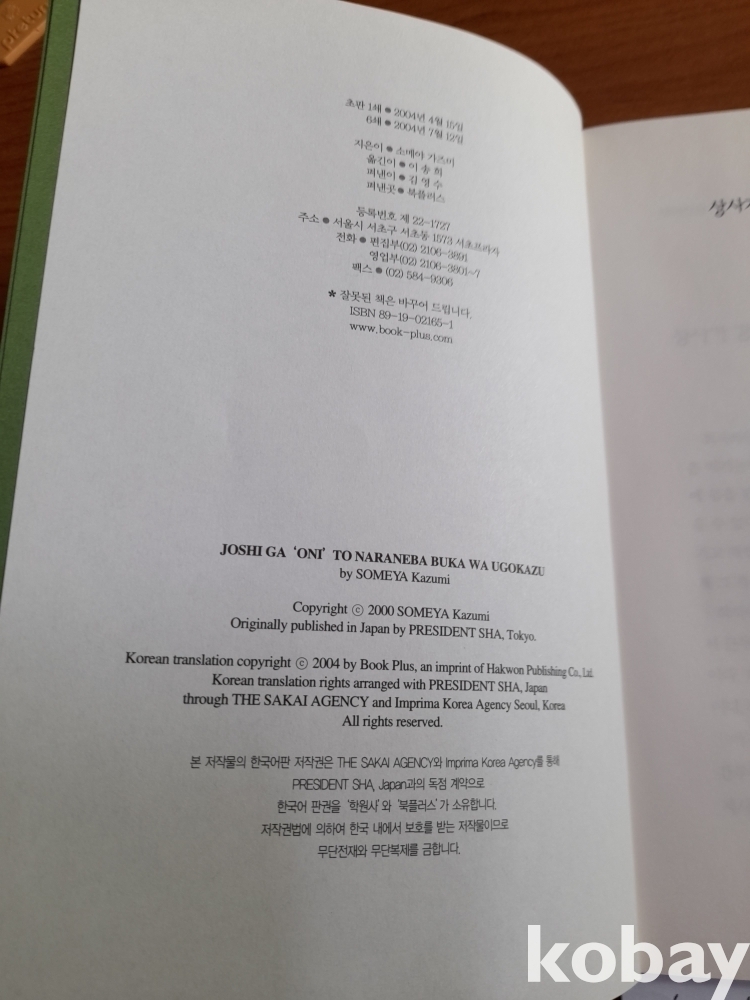 초판 1쇄 ● 2004년 4월 15일
6쇄 ● 2004년 7월 12일
지은이 ● 소메야 가즈미
옮긴이 ● 이 송 희
펴낸이 ● 김 영 수
펴낸곳 ● 북플러스
등록번호 제 22-1727
주소 ● 서울시 서초구 서초동 1573 서초프라자
전화 ● 편집부(02) 2106-3891
영업부(02) 2106-3801~7
팩스 ● (02) 584-9306
* 잘못된 책은 바꾸어 드립니다.
ISBN 89-19-02165-1
www.book-plus.com
JOSHI GA ‘ONI’ TO NARANEBA BUKA WA UGOKAZU
by SOMEYA Kazumi
Copyright ⓒ 2000 SOMEYA Kazumi
Originally published in Japan by PRESIDENT SHA, Tokyo.
Korean translation copyright ⓒ 2004 by Book Plus, an imprint of Hakwon Publishing Co., Ltd.
Korean translation rights arranged with PRESIDENT SHA, Japan
through THE SAKAI AGENCY and Imprima Korea Agency Seoul, Korea
All rights reserved.
본 저작물의 한국어판 저작권은 THE SAKAI AGENCY와 Imprima Korea Agency를 통해
PRESIDENT SHA, Japan과의 독점 계약으로
한국어 판권을 ‘학원사’와 ‘북플러스’가 소유합니다.
저작권법에 의하여 한국 내에서 보호를 받는 저작물이므로
무단전재와 무단복제를 금합니다.
kobay